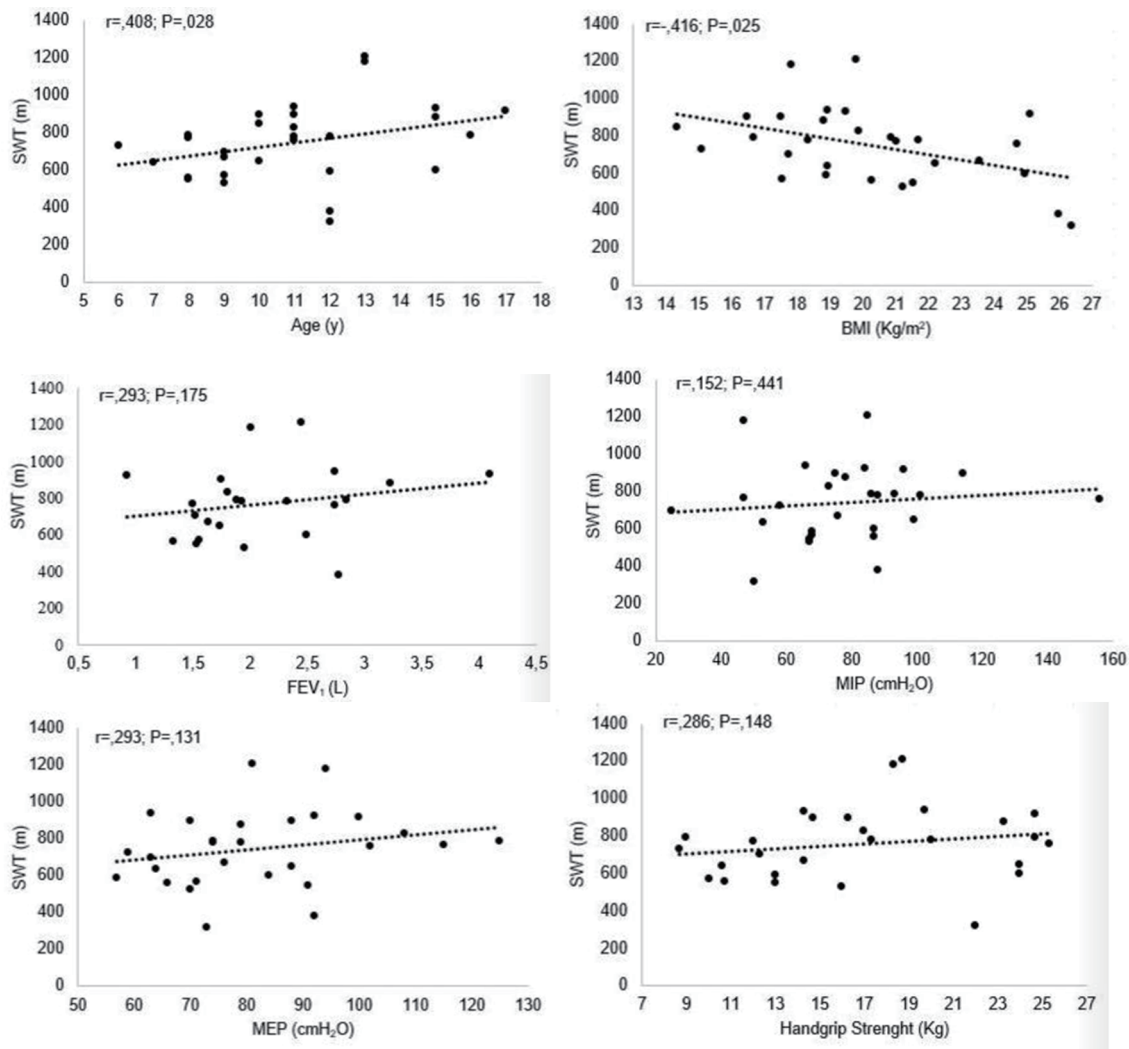 r=,408; P=,028
1400
1200
1000
800
600
400
200
0
SWT (m)
5 6 7 8 9 10 11 12 13 14 15 16 17 18
Age (y)
r=-,416; P=,025
1400
1200
1000
800
600
400
200
0
SWT (m)
13 14 15 16 17 18 19 20 21 22 23 24 25 26 27
BMI (Kg/m²)
r=,293; P=,175
1400
1200
1000
800
600
400
200
0
SWT (m)
0,5 1 1,5 2 2,5 3 3,5 4 4,5
FEV₁ (L)
r=,152; P=,441
1400
1200
1000
800
600
400
200
0
SWT (m)
20 40 60 80 100 120 140 160
MIP (cmH₂O)
r=,293; P=,131
1400
1200
1000
800
600
400
200
0
SWT (m)
50 60 70 80 90 100 110 120 130
MEP (cmH₂O)
r=,286; P=,148
1400
1200
1000
800
600
400
200
0
SWT (m)
7 9 11 13 15 17 19 21 23 25 27
Handgrip Strenght (Kg)